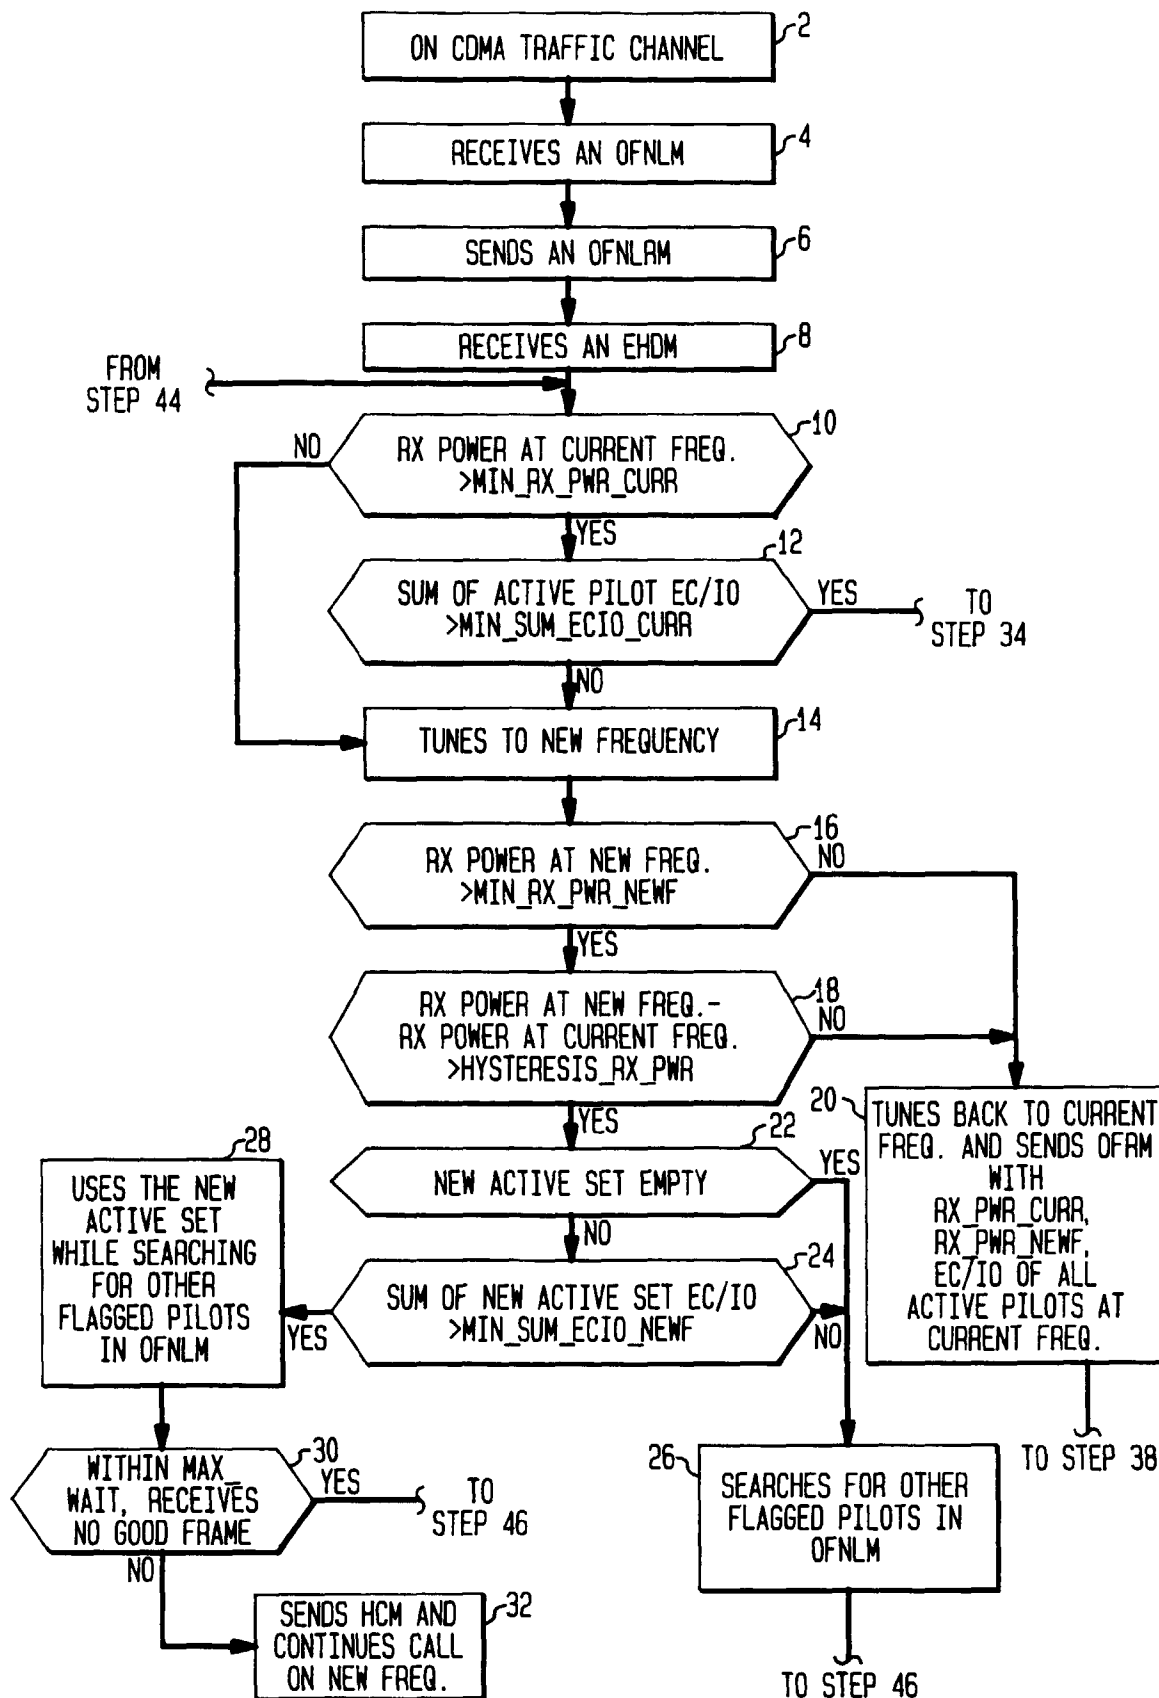 ON CDMA TRAFFIC CHANNEL
2
RECEIVES AN OFNLM
4
SENDS AN OFNLRM
6
RECEIVES AN EHDM
8
FROM
STEP 44
RX POWER AT CURRENT FREQ.
>MIN_RX_PWR_CURR
10
NO
YES
SUM OF ACTIVE PILOT EC/IO
>MIN_SUM_ECIO_CURR
12
YES
TO
STEP 34
NO
TUNES TO NEW FREQUENCY
14
RX POWER AT NEW FREQ.
>MIN_RX_PWR_NEWF
16
NO
YES
RX POWER AT NEW FREQ.-
RX POWER AT CURRENT FREQ.
>HYSTERESIS_RX_PWR
18
NO
YES
20
TUNES BACK TO CURRENT
FREQ. AND SENDS OFRM
WITH
RX_PWR_CURR,
RX_PWR_NEWF,
EC/IO OF ALL
ACTIVE PILOTS AT
CURRENT FREQ.
TO STEP 38
NEW ACTIVE SET EMPTY
22
YES
NO
SUM OF NEW ACTIVE SET EC/IO
>MIN_SUM_ECIO_NEWF
24
YES
NO
28
USES THE NEW
ACTIVE SET
WHILE SEARCHING
FOR OTHER
FLAGGED PILOTS
IN OFNLM
WITHIN MAX_
WAIT, RECEIVES
NO GOOD FRAME
30
YES
TO
STEP 46
NO
SENDS HCM AND
CONTINUES CALL
ON NEW FREQ.
32
26
SEARCHES FOR OTHER
FLAGGED PILOTS IN
OFNLM
TO STEP 46